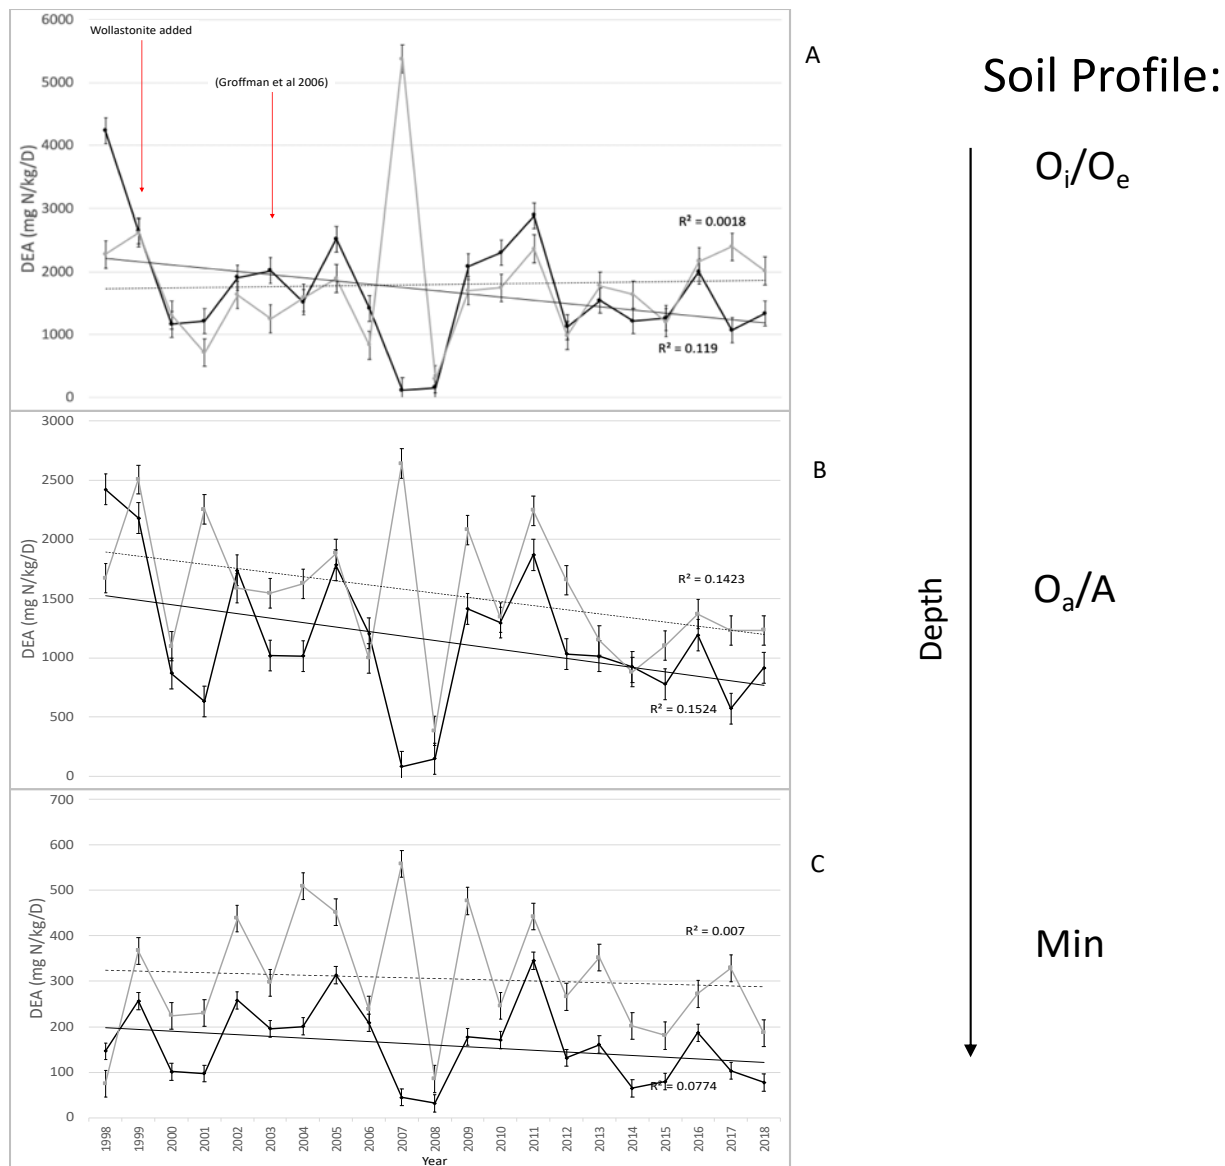 Wollastonite added
(Groffman et al 2006)
A
Soil Profile:
DEA (mg N/kg/D)
6000
5000
4000
3000
2000
1000
0
R² = 0.0018
R² = 0.119
Oi/Oe
B
DEA (mg N/kg/D)
3000
2500
2000
1500
1000
500
0
R² = 0.1423
R² = 0.1524
Depth
Oa/A
C
DEA (mg N/kg/D)
700
600
500
400
300
200
100
0
R² = 0.007
R² = 0.0774
Min
1998 1999 2000 2001 2002 2003 2004 2005 2006 2007 2008 2009 2010 2011 2012 2013 2014 2015 2016 2017 2018
Year